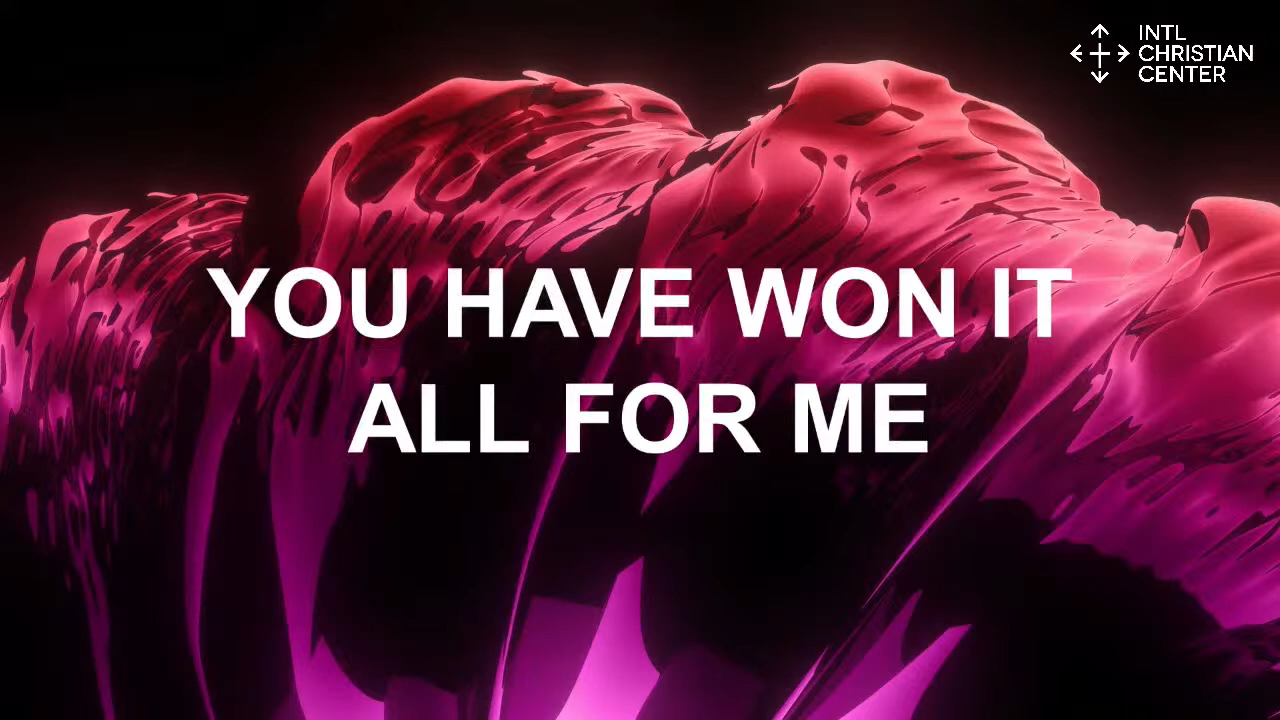 INTL
CHRISTIAN
CENTER
YOU HAVE WON IT
ALL FOR ME